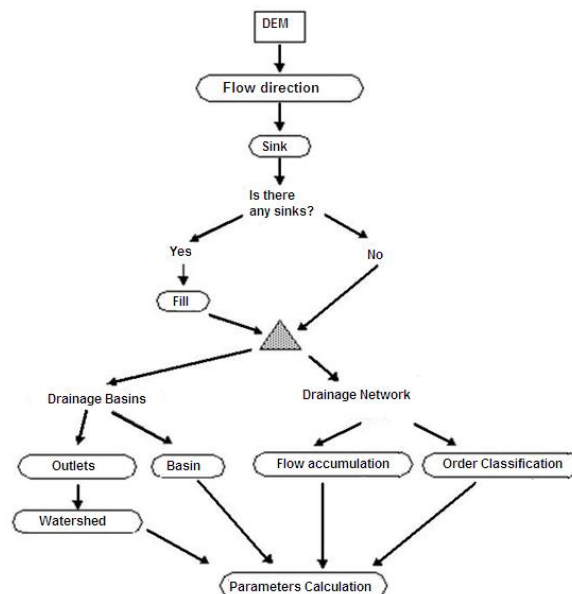 DEM
Flow direction
Sink
Is there
any sinks?
Yes
No
Fill
Drainage Basins
Drainage Network
Outlets
Basin
Flow accumulation
Order Classification
Watershed
Parameters Calculation